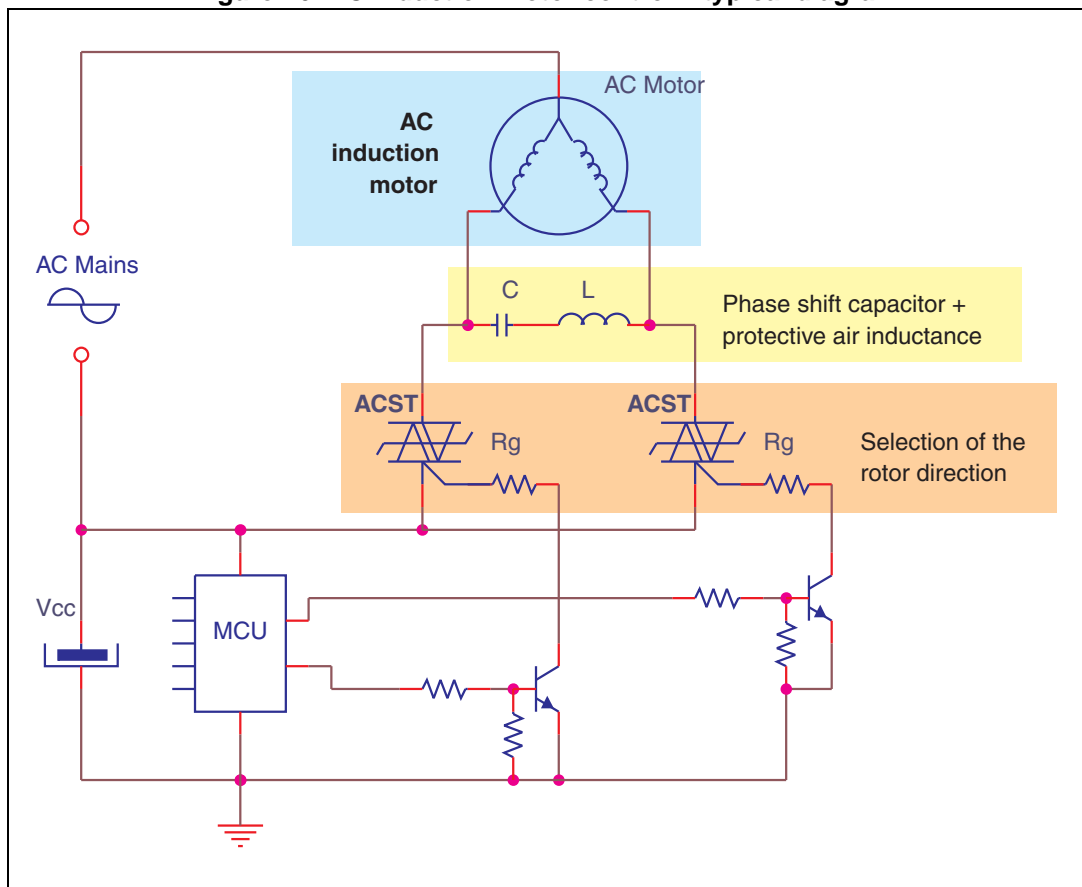 AC Motor
AC
induction
motor
AC Mains
C
L
Phase shift capacitor +
protective air inductance
ACST
ACST
Rg
Rg
Selection of the
rotor direction
Vcc
MCU